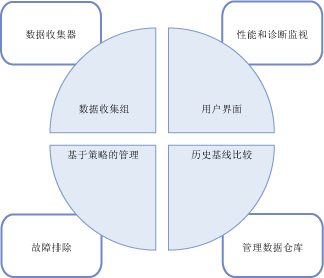 数据收集器
性能和诊断监视
数据收集组
用户界面
基于策略的管理
历史基线比较
故障排除
管理数据仓库